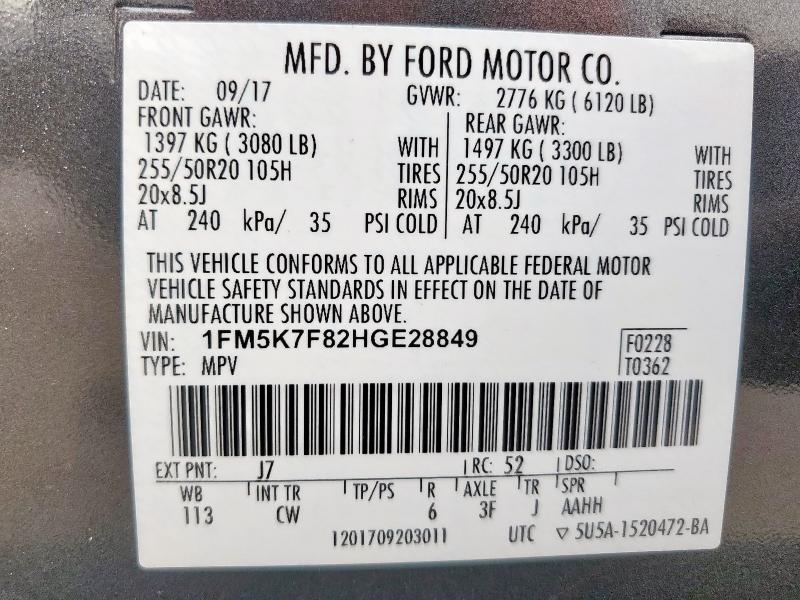 MFD. BY FORD MOTOR CO.
DATE: 09/17 GVWR: 2776 KG ( 6120 LB)
FRONT GAWR: REAR GAWR:
1397 KG ( 3080 LB) WITH 1497 KG ( 3300 LB) WITH
255/50R20 105H TIRES 255/50R20 105H TIRES
20x8.5J RIMS 20x8.5J RIMS
AT 240 kPa/ 35 PSI COLD AT 240 kPa/ 35 PSI COLD
THIS VEHICLE CONFORMS TO ALL APPLICABLE FEDERAL MOTOR
VEHICLE SAFETY STANDARDS IN EFFECT ON THE DATE OF
MANUFACTURE SHOWN ABOVE.
VIN: 1FM5K7F82HGE28849 F0228
TYPE: MPV T0362
EXT PNT: J7 RC: 52 DSO:
WB INT TR TP/PS R AXLE TR SPR
113 CW 6 3F J AAHH
1201709203011 UTC ▽ 5U5A-1520472-BA